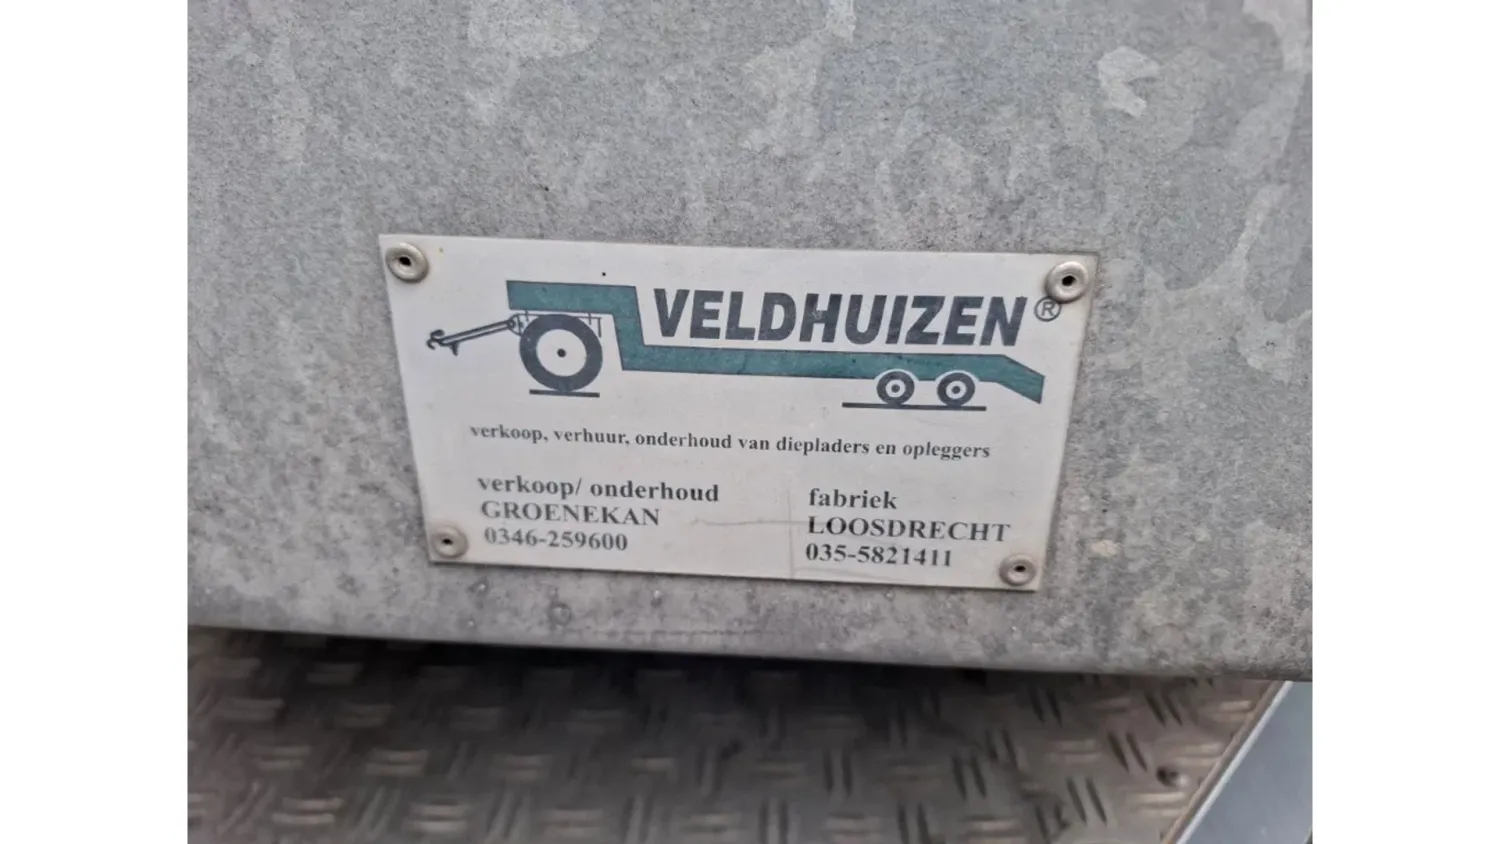 VELDHUIZEN®
verkoop, verhuur, onderhoud van diepladers en opleggers
verkoop/ onderhoud
GROENEKAN
0346-259600
fabriek
LOOSDRECHT
035-5821411